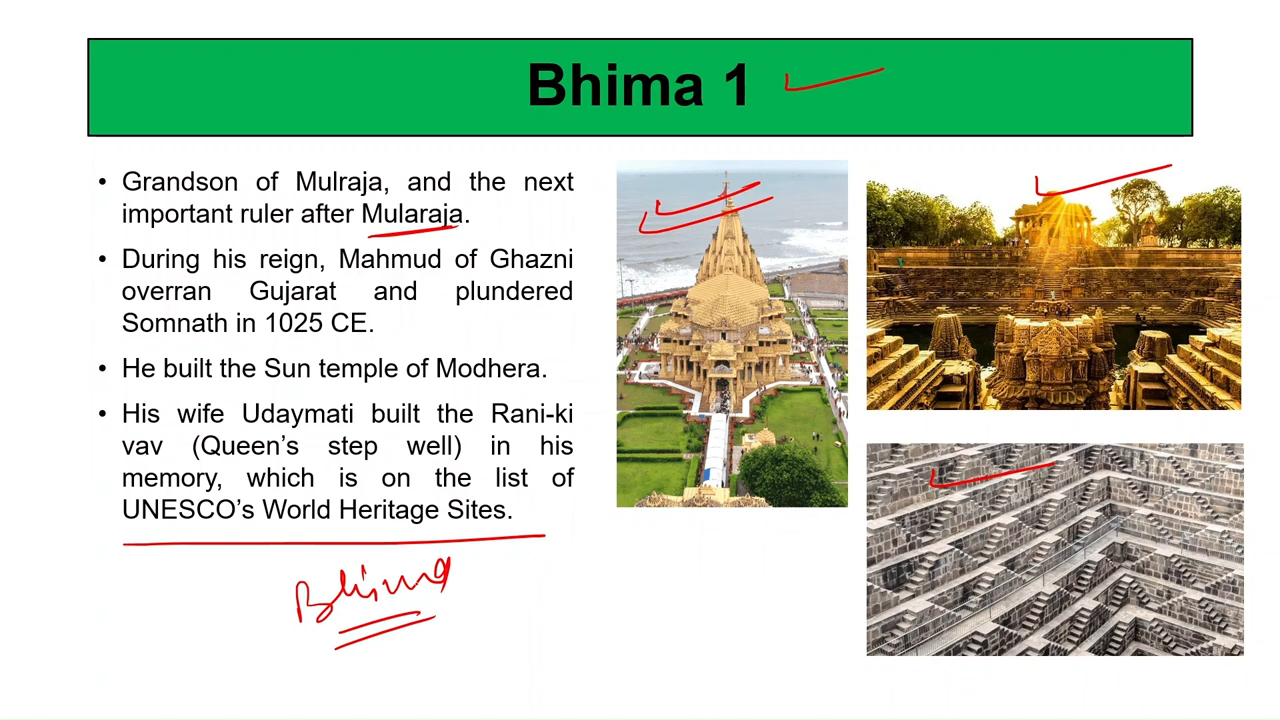 Bhima 1
• Grandson of Mulraja, and the next
important ruler after Mularaja.
• During his reign, Mahmud of Ghazni
overran Gujarat and plundered
Somnath in 1025 CE.
• He built the Sun temple of Modhera.
• His wife Udaymati built the Rani-ki
vav (Queen’s step well) in his
memory, which is on the list of
UNESCO’s World Heritage Sites.
Bhima